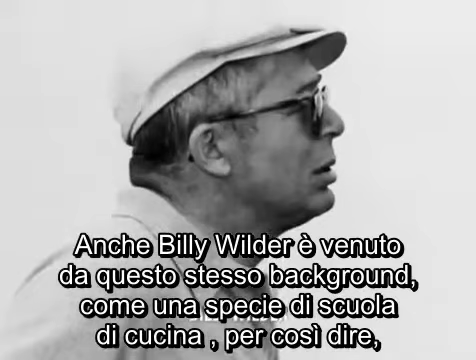 Anche Billy Wilder è venuto
da questo stesso background,
come una specie di scuola
di cucina , per così dire,